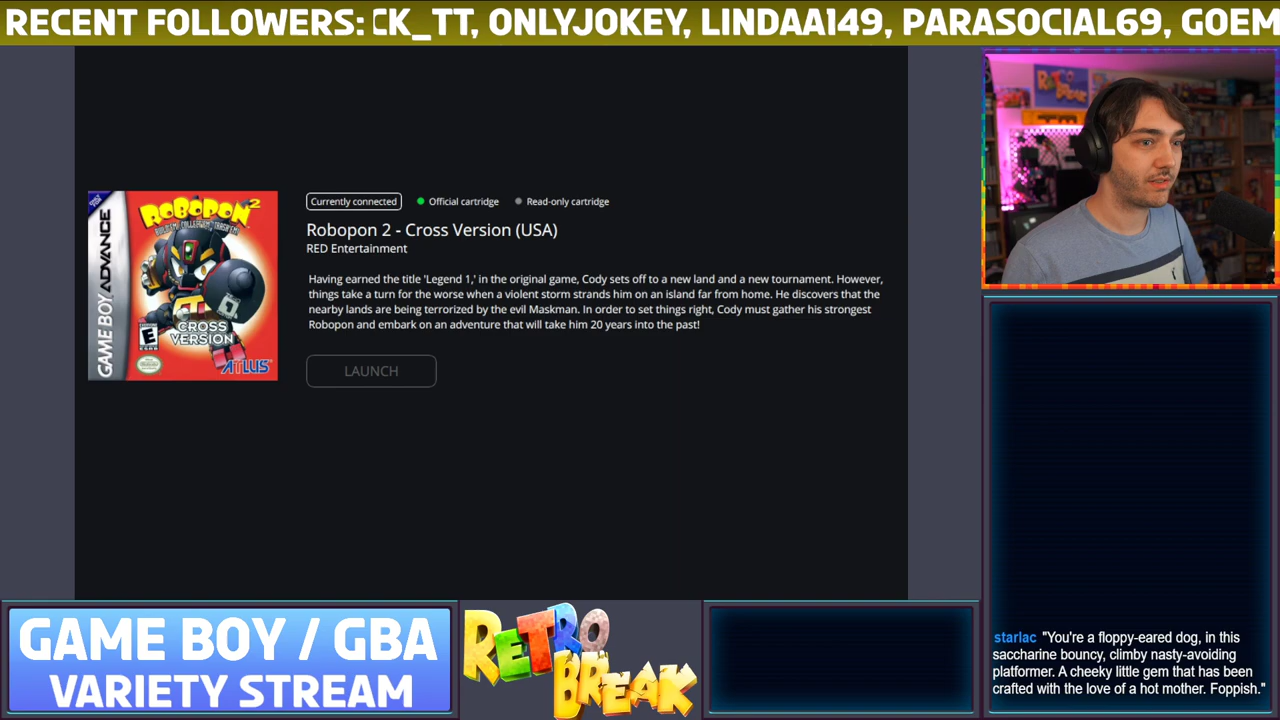 RECENT FOLLOWERS: CK_TT, ONLYJOKEY, LINDAA149, PARASOCIAL69, GOEM
GAME BOY ADVANCE
ROBOPON 2
CROSS
VERSION
ATLUS
Currently connected
Official cartridge
Read-only cartridge
Robopon 2 - Cross Version (USA)
RED Entertainment
Having earned the title 'Legend 1,' in the original game, Cody sets off to a new land and a new tournament. However,
things take a turn for the worse when a violent storm strands him on an island far from home. He discovers that the
nearby lands are being terrorized by the evil Maskman. In order to set things right, Cody must gather his strongest
Robopon and embark on an adventure that will take him 20 years into the past!
LAUNCH
RETRO
BREAK
starlac "You're a floppy-eared dog, in this
saccharine bouncy, climby nasty-avoiding
platformer. A cheeky little gem that has been
crafted with the love of a hot mother. Foppish."
GAME BOY / GBA
VARIETY STREAM
RETRO
BREAK